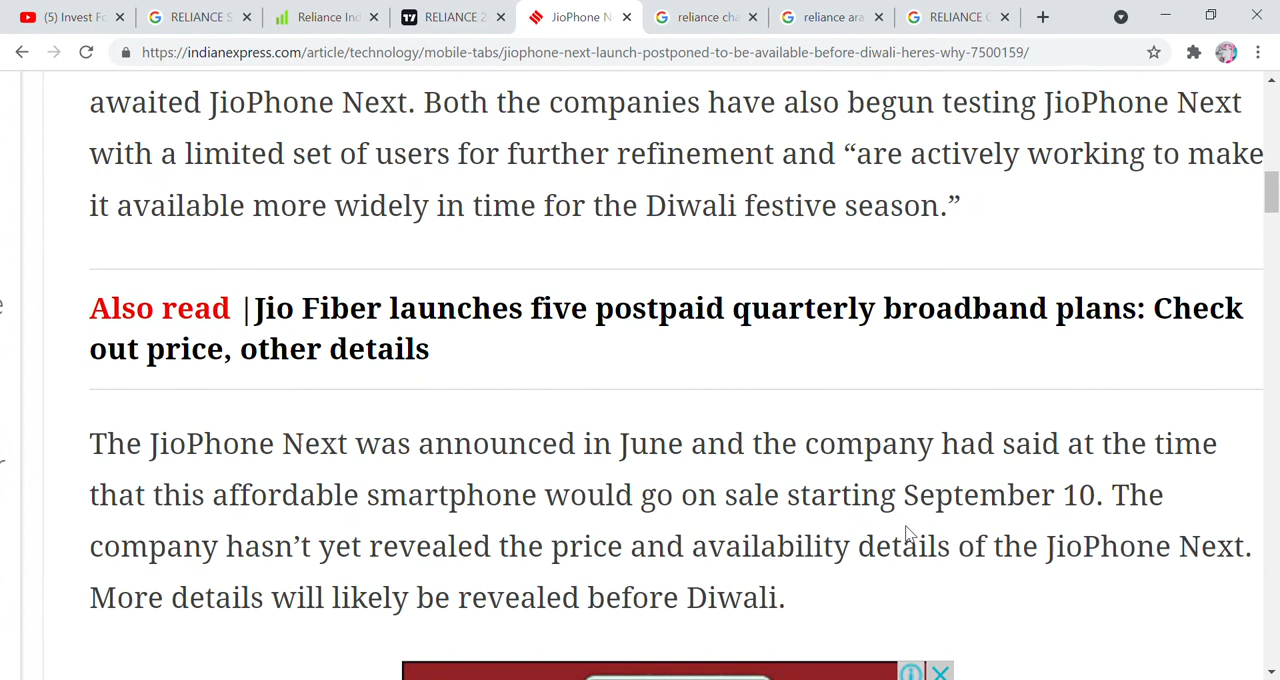 (5) Invest Fo
RELIANCE S
Reliance Ind
RELIANCE 2
JioPhone N
reliance cha
reliance ara
RELIANCE C
https://indianexpress.com/article/technology/mobile-tabs/jiophone-next-launch-postponed-to-be-available-before-diwali-heres-why-7500159/
awaited JioPhone Next. Both the companies have also begun testing JioPhone Next
with a limited set of users for further refinement and “are actively working to make
it available more widely in time for the Diwali festive season.”
Also read |Jio Fiber launches five postpaid quarterly broadband plans: Check
out price, other details
The JioPhone Next was announced in June and the company had said at the time
that this affordable smartphone would go on sale starting September 10. The
company hasn’t yet revealed the price and availability details of the JioPhone Next.
More details will likely be revealed before Diwali.